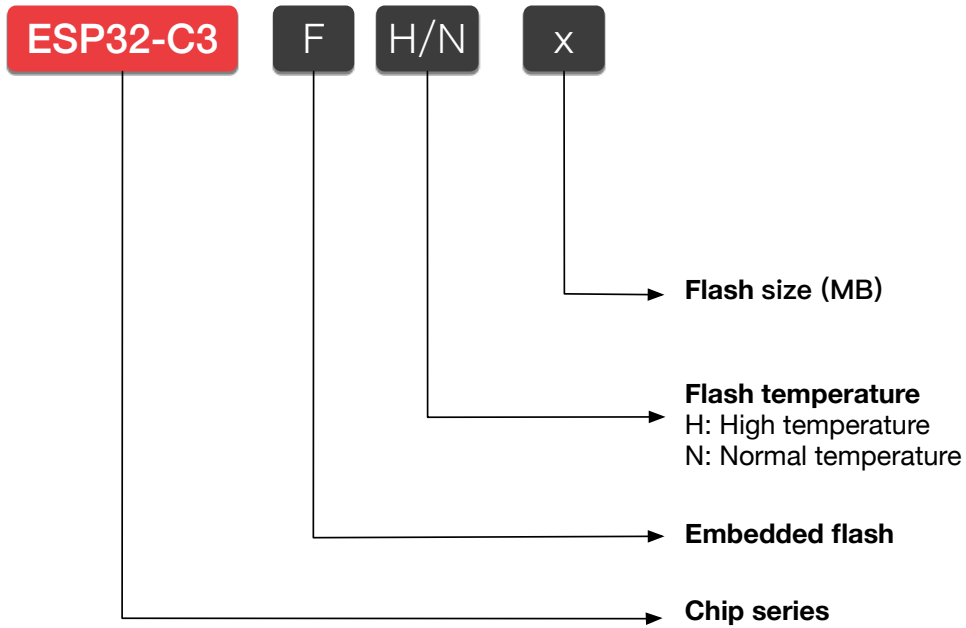 ESP32-C3 F H/N x
Flash size (MB)
Flash temperature
H: High temperature
N: Normal temperature
Embedded flash
Chip series